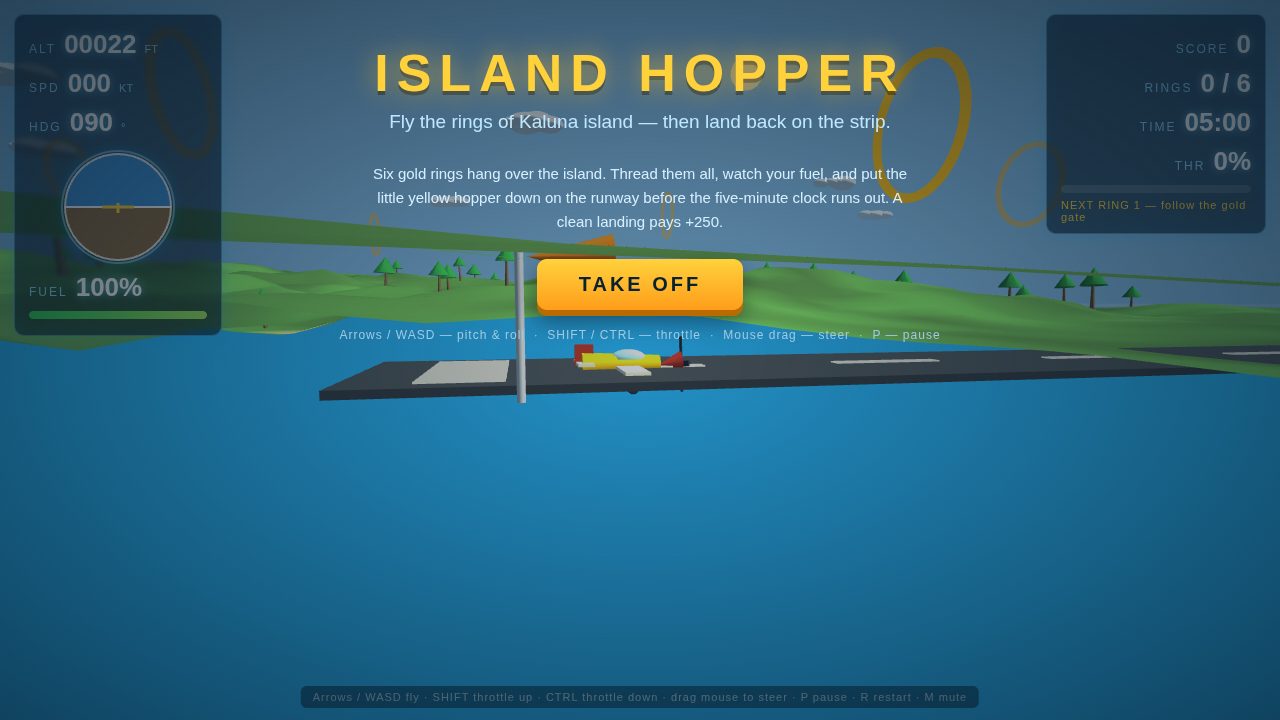 ALT 00022 FT
SPD 000 KT
HDG 090 °
FUEL 100%
ISLAND HOPPER
Fly the rings of Kaluna island — then land back on the strip.
Six gold rings hang over the island. Thread them all, watch your fuel, and put the
little yellow hopper down on the runway before the five-minute clock runs out. A
clean landing pays +250.
TAKE OFF
Arrows / WASD — pitch & roll · SHIFT / CTRL — throttle · Mouse drag — steer · P — pause
SCORE 0
RINGS 0 / 6
TIME 05:00
THR 0%
NEXT RING 1 — follow the gold
gate
Arrows / WASD fly · SHIFT throttle up · CTRL throttle down · drag mouse to steer · P pause · R restart · M mute